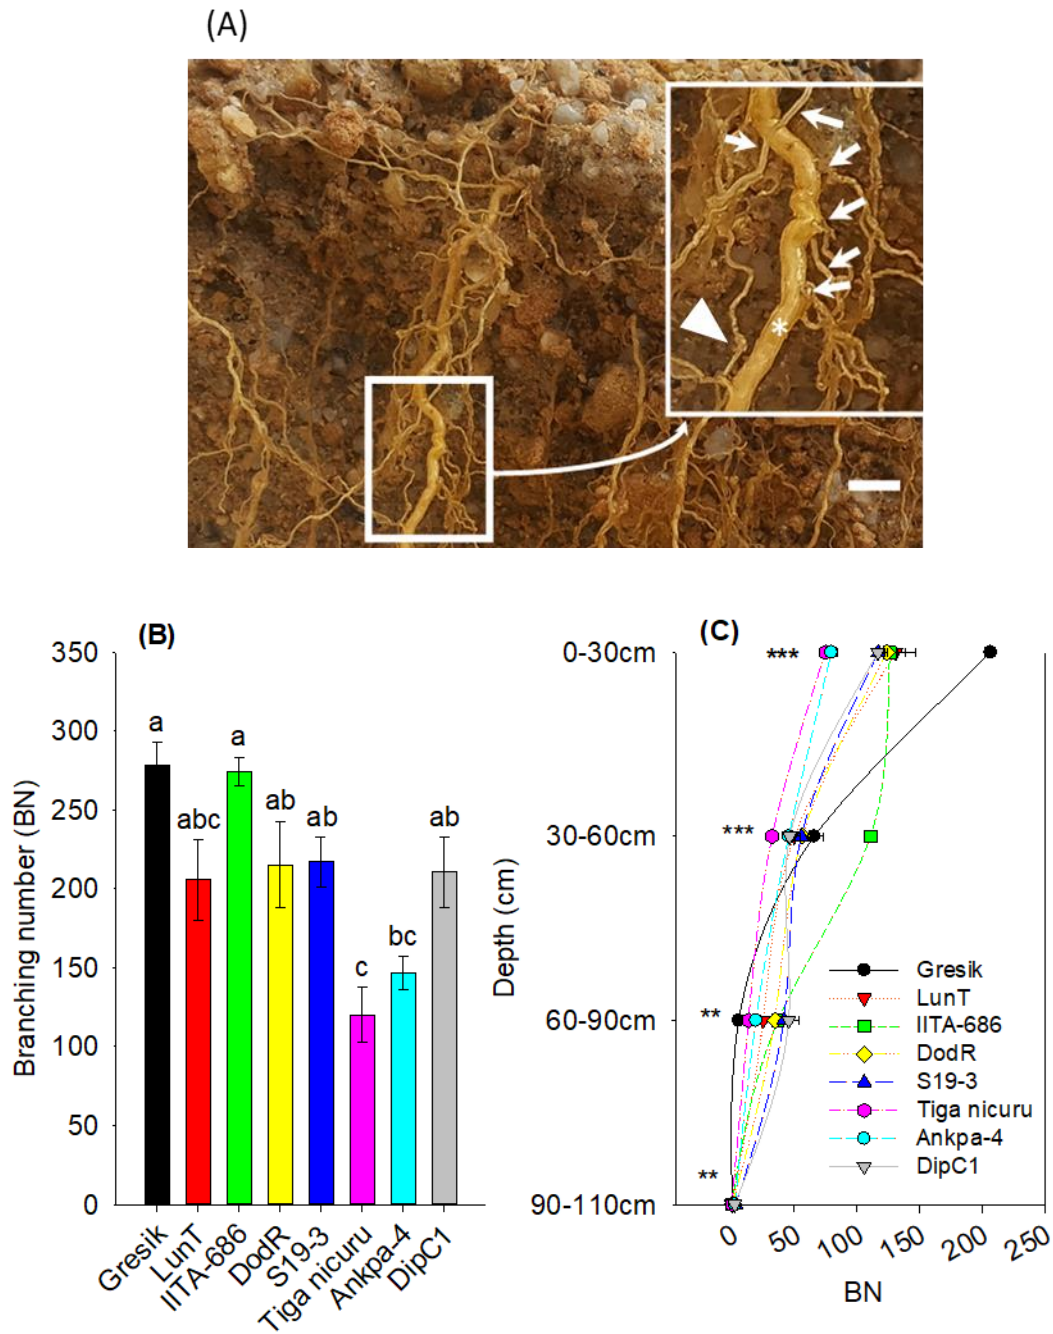 (A)
*
(B)
Branching number (BN)
350
300
250
200
150
100
50
0
a
abc
a
ab
ab
c
bc
ab
Gresik
LunT
IITA-686
DodR
S19-3
Tiga nicuru
Ankpa-4
DipC1
(C)
Depth (cm)
0-30cm
30-60cm
60-90cm
90-110cm
***
***
**
**
Gresik
LunT
IITA-686
DodR
S19-3
Tiga nicuru
Ankpa-4
DipC1
0
50
100
150
200
250
BN